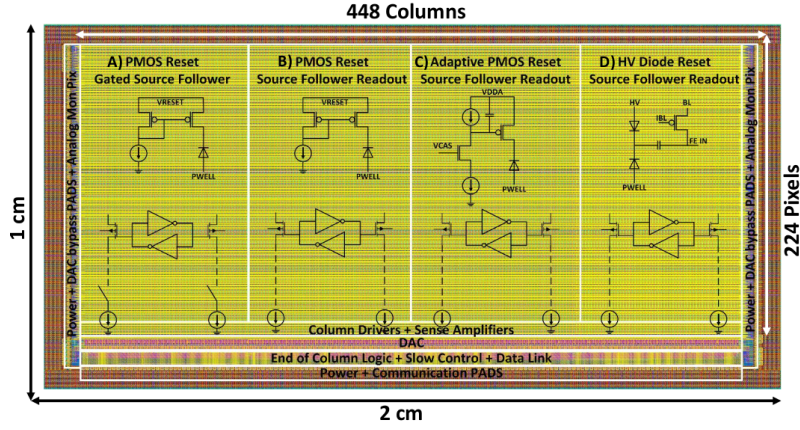 448 Columns
A) PMOS Reset
Gated Source Follower
B) PMOS Reset
Source Follower Readout
C) Adaptive PMOS Reset
Source Follower Readout
D) HV Diode Reset
Source Follower Readout
VRESET
PWELL
VRESET
PWELL
VDDA
VCAS
PWELL
HV
BL
IBL
FE IN
PWELL
Power + DAC bypass PADS + Analog Mon Pix
Power + DAC bypass PADS + Analog Mon Pix
1 cm
224 Pixels
Column Drivers + Sense Amplifiers
DAC
End of Column Logic + Slow Control + Data Link
Power + Communication PADS
2 cm